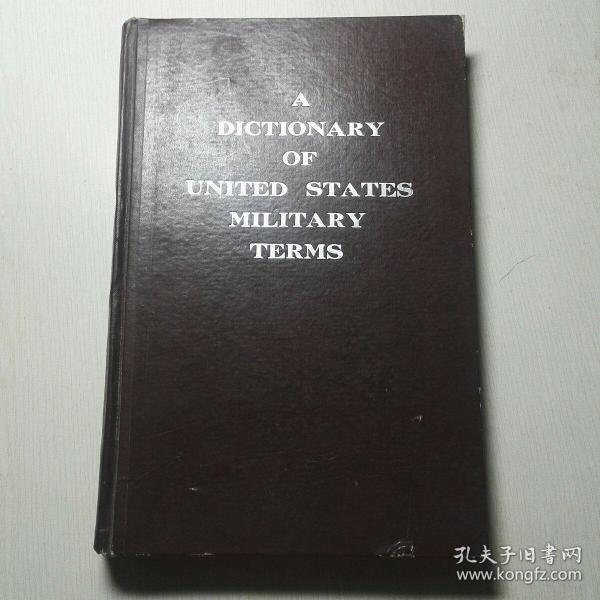 A
DICTIONARY
OF
UNITED STATES
MILITARY
TERMS
孔夫子旧书网
www.kongfz.com